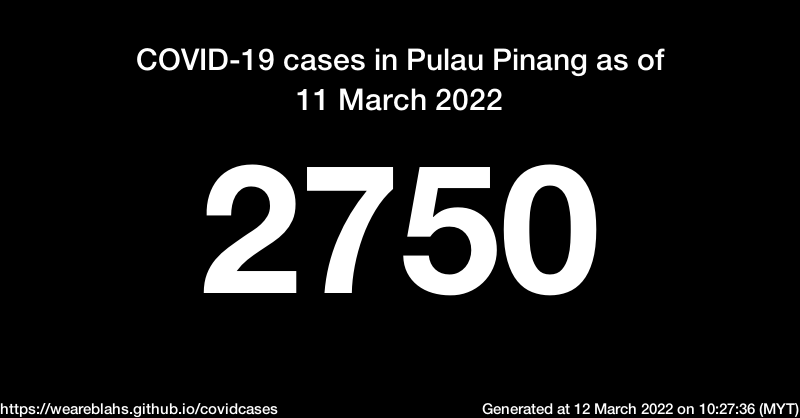 COVID-19 cases in Pulau Pinang as of
11 March 2022
2750
https://weareblahs.github.io/covidcases
Generated at 12 March 2022 on 10:27:36 (MYT)